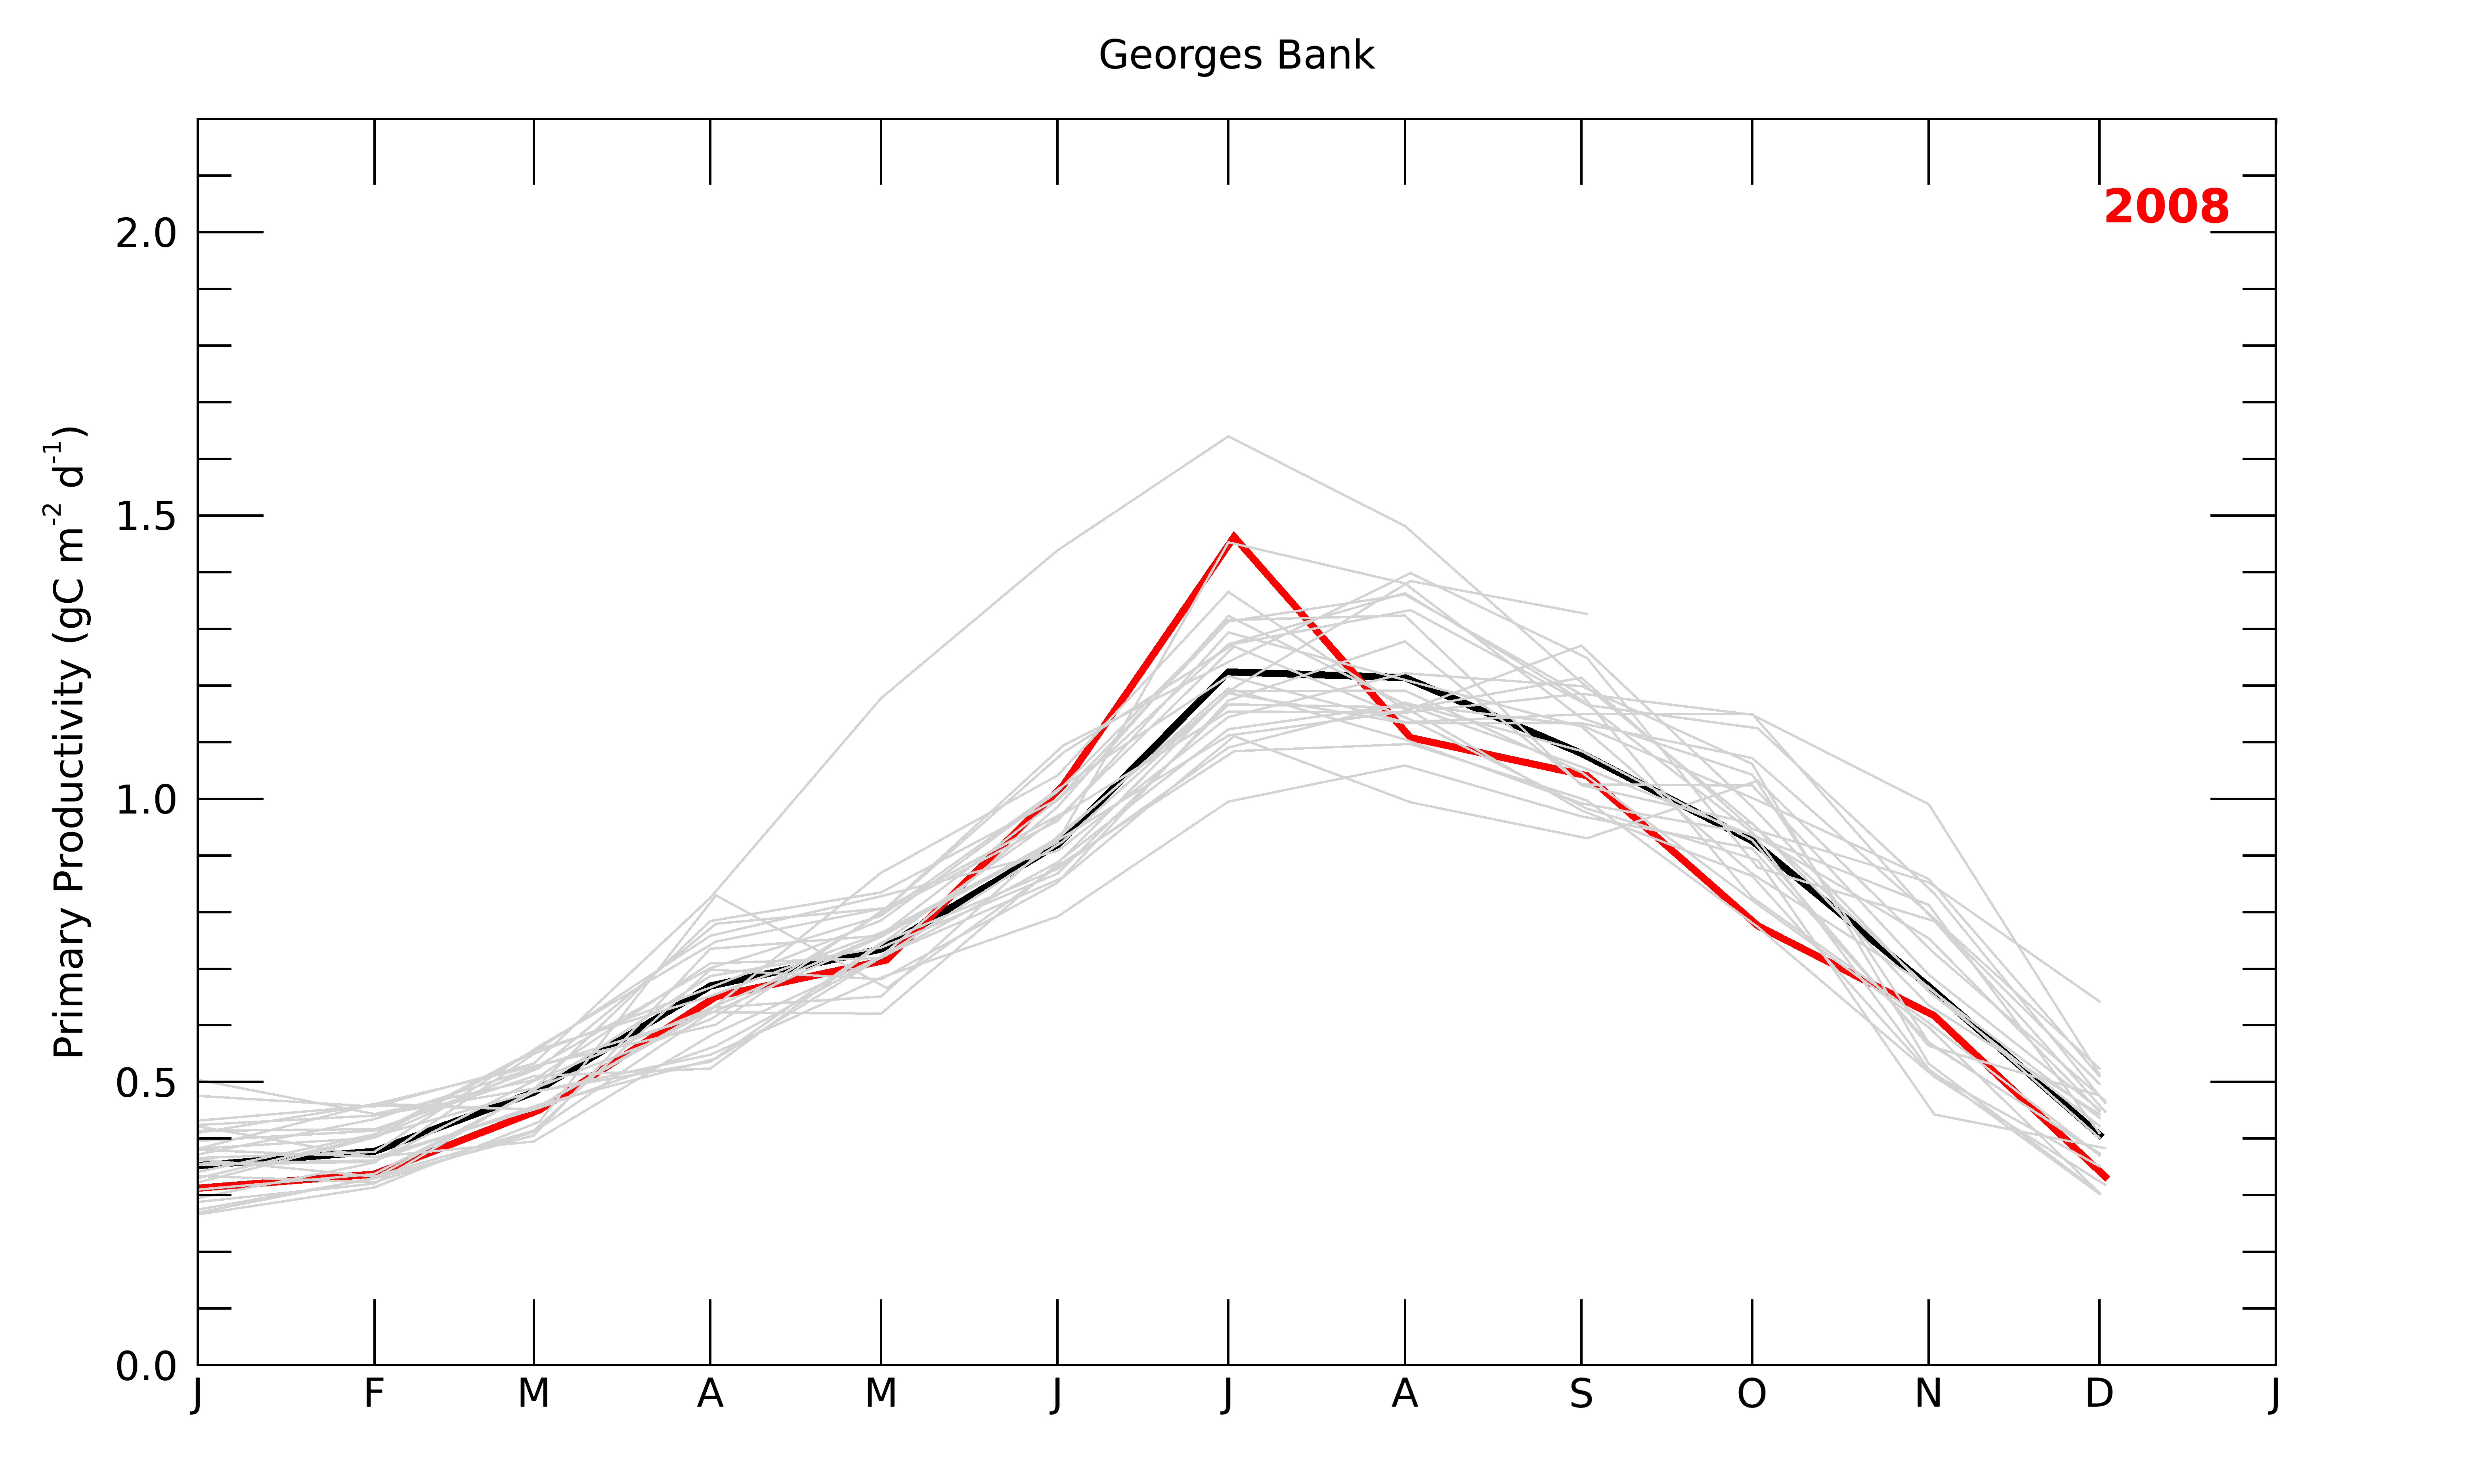 Georges Bank
2008
Primary Productivity (gC m-2 d-1)
2.0
1.5
1.0
0.5
0.0
J F M A M J J A S O N D J